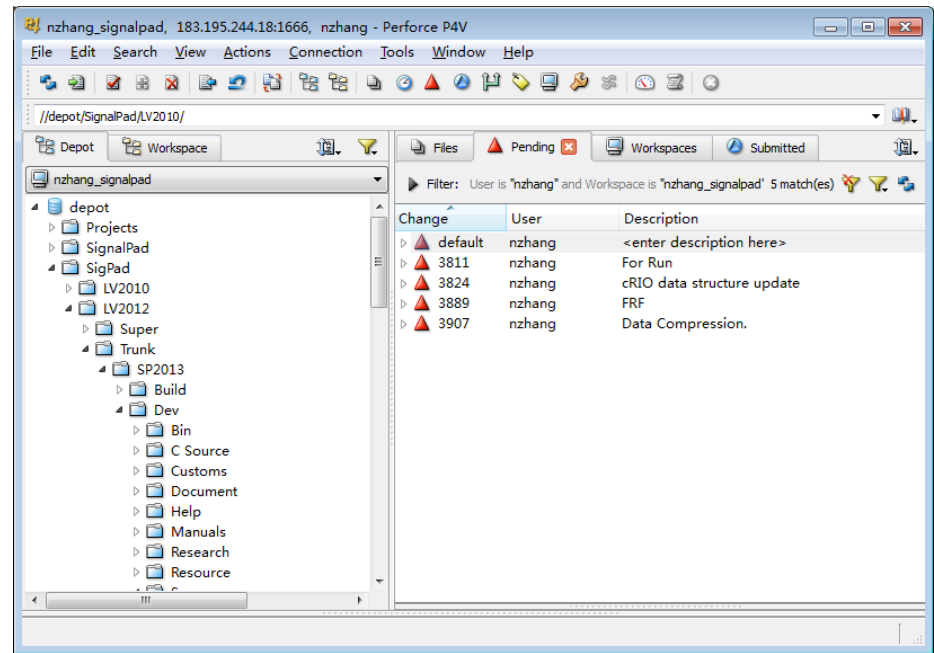 nzhang_signalpad, 183.195.244.18:1666, nzhang - Perforce P4V
File Edit Search View Actions Connection Tools Window Help
//depot/SignalPad/LV2010/
Depot Workspace
nzhang_signalpad
depot
Projects
SignalPad
SigPad
LV2010
LV2012
Super
Trunk
SP2013
Build
Dev
Bin
C Source
Customs
Document
Help
Manuals
Research
Resource
Files Pending Workspaces Submitted
Filter: User is "nzhang" and Workspace is "nzhang_signalpad' 5 match(es)
Change User Description
default nzhang <enter description here>
3811 nzhang For Run
3824 nzhang cRIO data structure update
3889 nzhang FRF
3907 nzhang Data Compression.